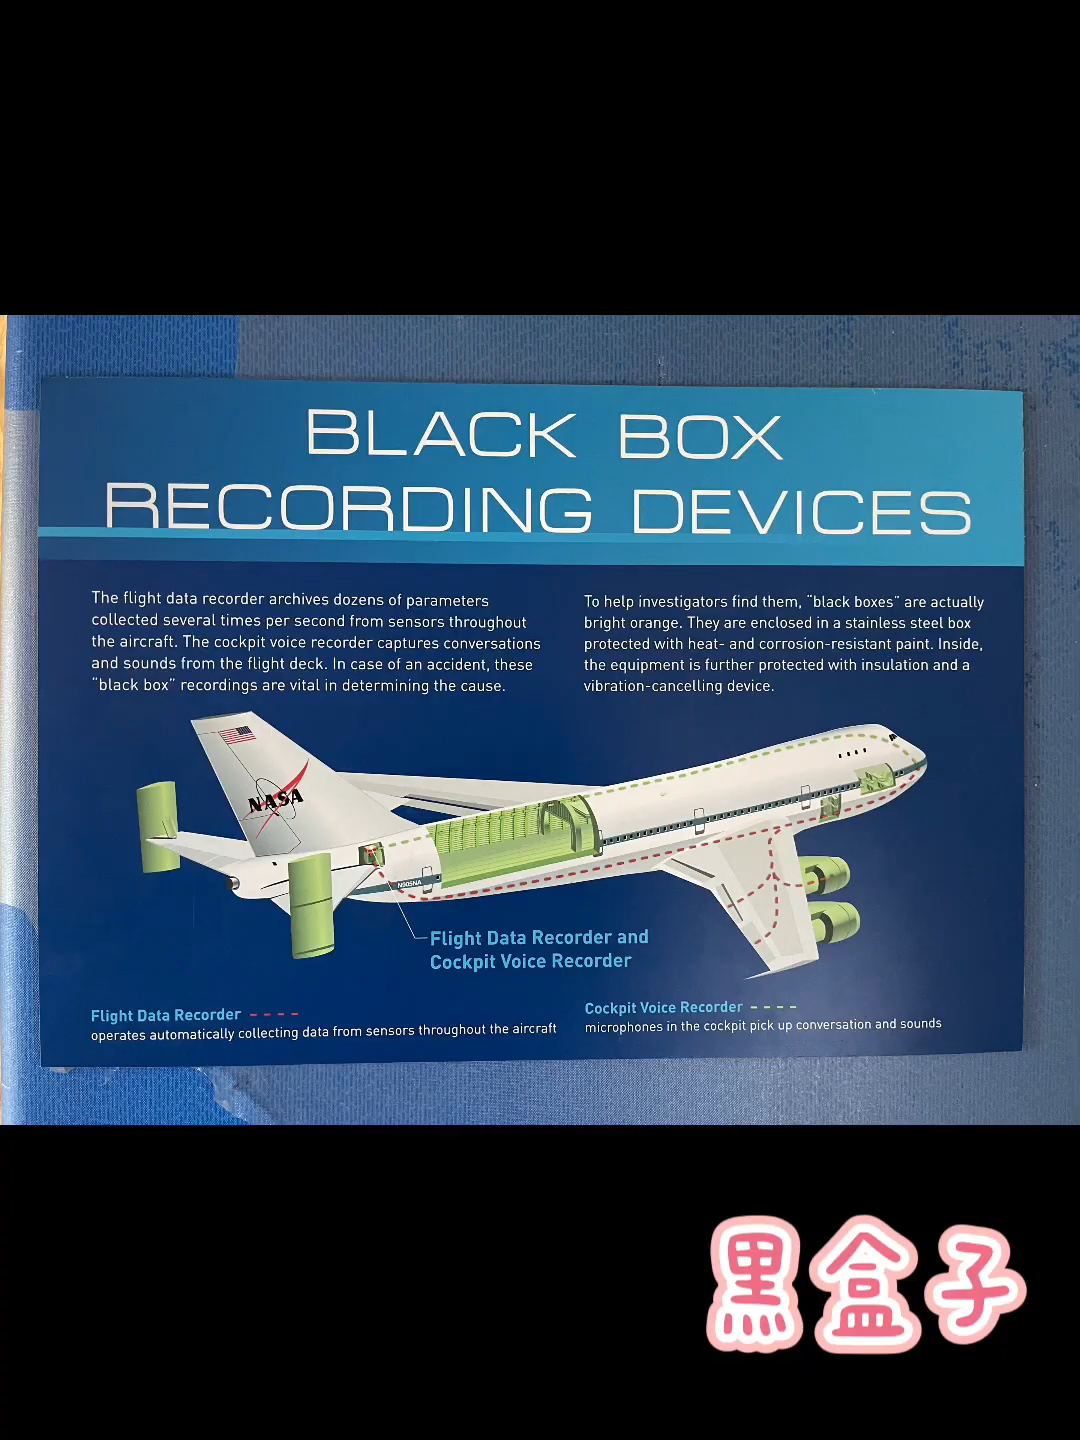 BLACK BOX
RECORDING DEVICES
The flight data recorder archives dozens of parameters
collected several times per second from sensors throughout
the aircraft. The cockpit voice recorder captures conversations
and sounds from the flight deck. In case of an accident, these
"black box" recordings are vital in determining the cause.
To help investigators find them, "black boxes" are actually
bright orange. They are enclosed in a stainless steel box
protected with heat- and corrosion-resistant paint. Inside,
the equipment is further protected with insulation and a
vibration-cancelling device.
NASA
N905NA
Flight Data Recorder and
Cockpit Voice Recorder
Flight Data Recorder
operates automatically collecting data from sensors throughout the aircraft
Cockpit Voice Recorder
microphones in the cockpit pick up conversation and sounds
黑盒子